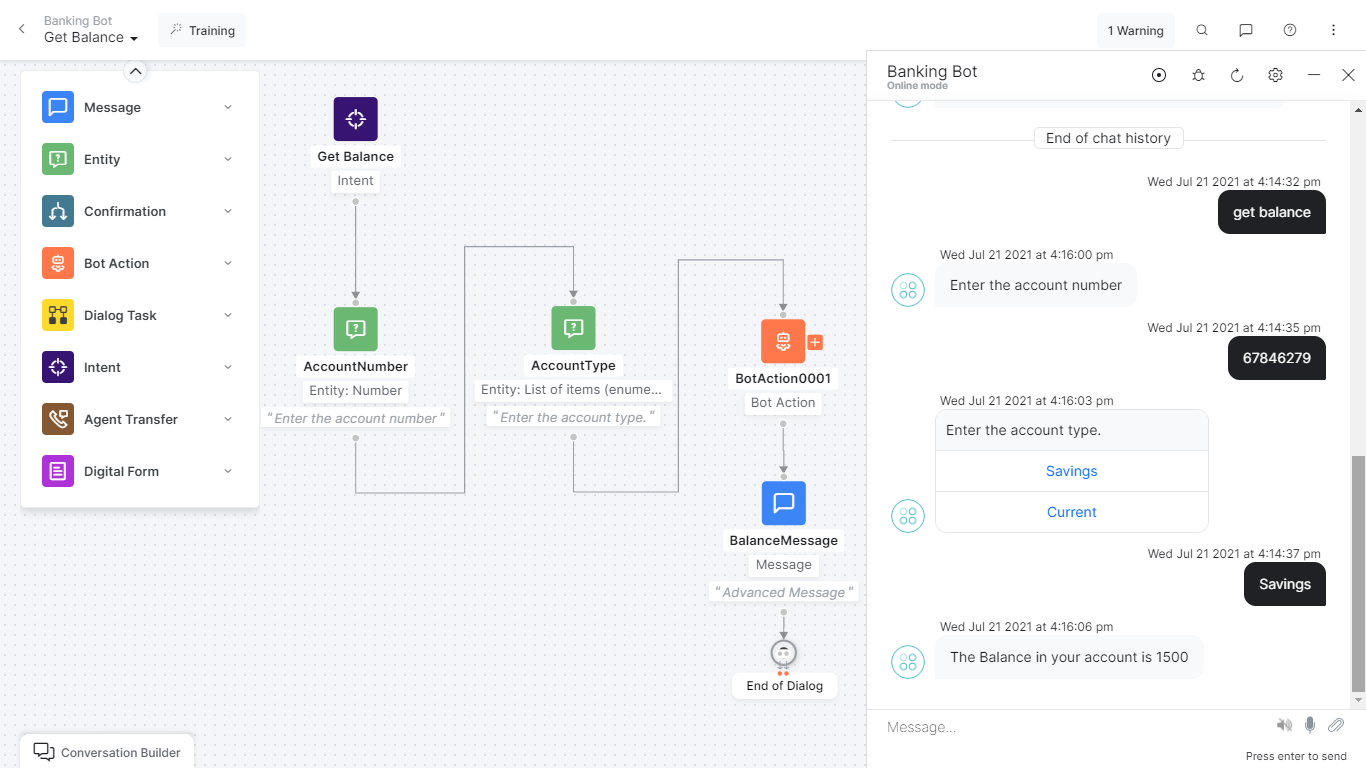 Banking Bot
Get Balance
Training
1 Warning
Message
Entity
Confirmation
Bot Action
Dialog Task
Intent
Agent Transfer
Digital Form
Get Balance
Intent
AccountNumber
Entity: Number
"Enter the account number"
AccountType
Entity: List of items (enume...
"Enter the account type."
BotAction0001
Bot Action
BalanceMessage
Message
"Advanced Message"
End of Dialog
Conversation Builder
Banking Bot
Online mode
End of chat history
Wed Jul 21 2021 at 4:14:32 pm
get balance
Wed Jul 21 2021 at 4:16:00 pm
Enter the account number
Wed Jul 21 2021 at 4:14:35 pm
67846279
Wed Jul 21 2021 at 4:16:03 pm
Enter the account type.
Savings
Current
Wed Jul 21 2021 at 4:14:37 pm
Savings
Wed Jul 21 2021 at 4:16:06 pm
The Balance in your account is 1500
Message...
Press enter to send